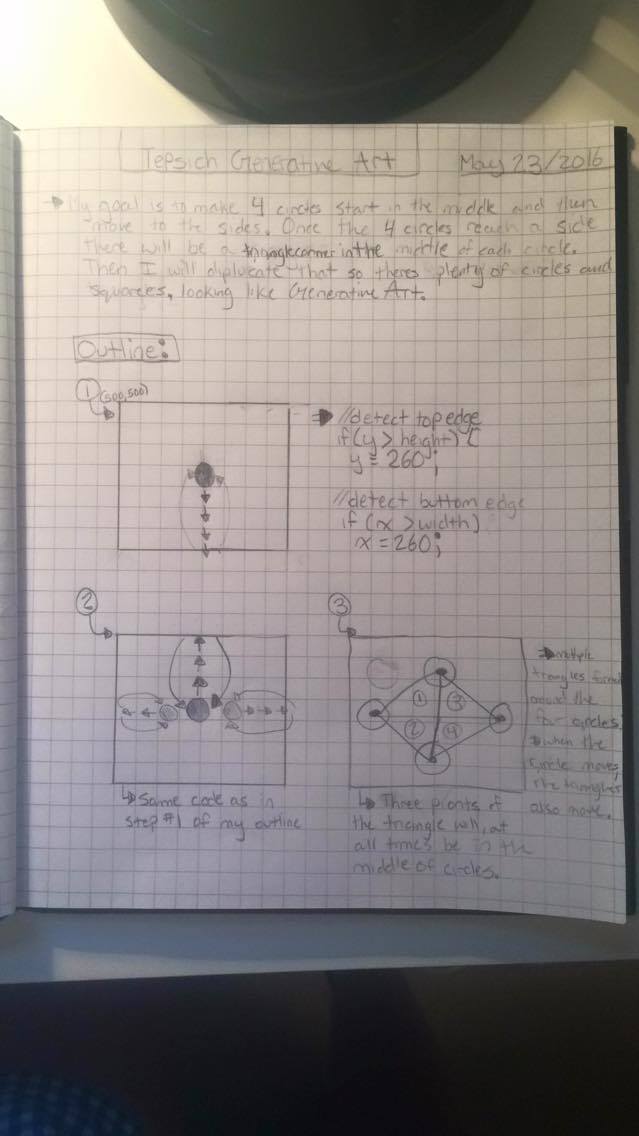 Tepsich Generative Art May 23/2016
My goal is to make 4 circles start in the middle and then
move to the sides. Once the 4 circles reach a side
there will be a triangle corner in the middle of each circle.
Then I will duplicate that so theres plenty of circles and
squares, looking like Generative Art.
Outline:
1 (500,500)
//detect top edge
if (y > height) {
y = 260;
//detect buttom edge
if (x > width)
x = 260;
2
Same code as in
step #1 of my outline
3
1 3
2 4
Three pionts of
the triangle will, at
all times be in the
middle of circles.
multiple
triangles formed
around the
four circles,
when the
circle moves,
the triangles
also move.